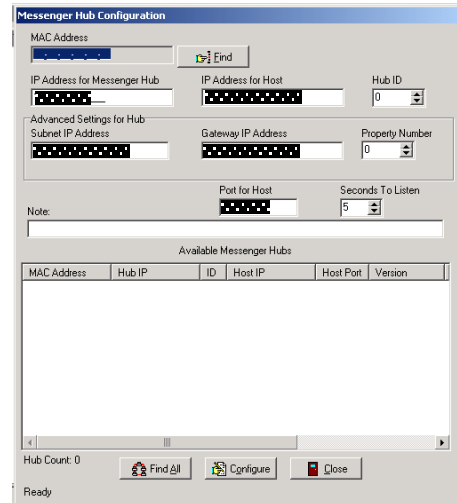 Messenger Hub Configuration
MAC Address
Find
IP Address for Messenger Hub IP Address for Host Hub ID
0
Advanced Settings for Hub
Subnet IP Address Gateway IP Address Property Number
0
Port for Host Seconds To Listen
5
Note:
Available Messenger Hubs
MAC Address Hub IP ID Host IP Host Port Version
Hub Count: 0
Find All Configure Close
Ready